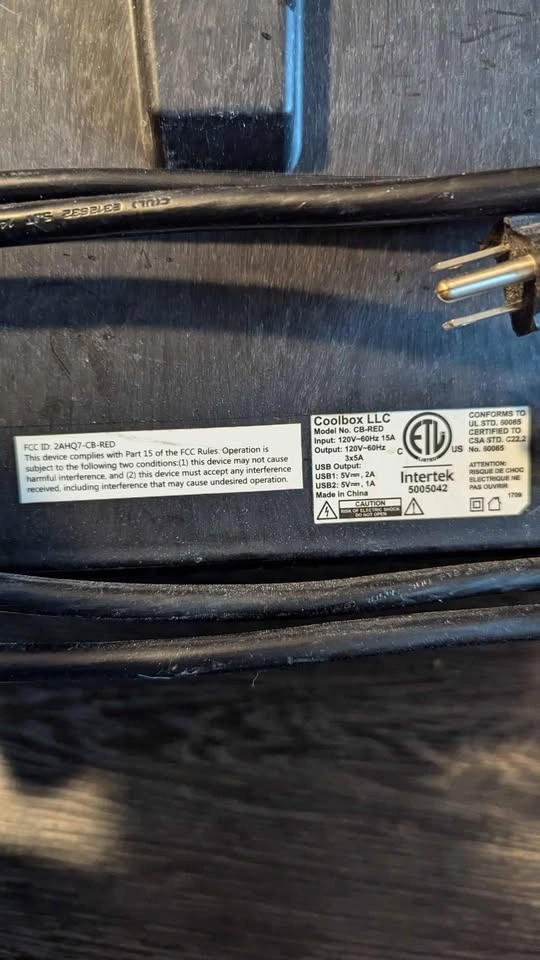 FCC ID: 2AHQ7-CB-RED
This device complies with Part 15 of the FCC Rules. Operation is
subject to the following two conditions:(1) this device may not cause
harmful interference, and (2) this device must accept any interference
received, including interference that may cause undesired operation.
Coolbox LLC
Model No. CB-RED
Input: 120V~60Hz 15A
Output: 120V~60Hz
3x5A
USB Output:
USB1: 5V⎓, 2A
USB2: 5V⎓, 1A
Made in China
CAUTION
RISK OF ELECTRIC SHOCK
DO NOT OPEN
C ETL US
LISTED
Intertek
5005042
CONFORMS TO
UL STD. 60065
CERTIFIED TO
CSA STD. C22.2
No. 60065
ATTENTION:
RISQUE DE CHOC
ELECTRIQUE NE
PAS OUVRIR
1709